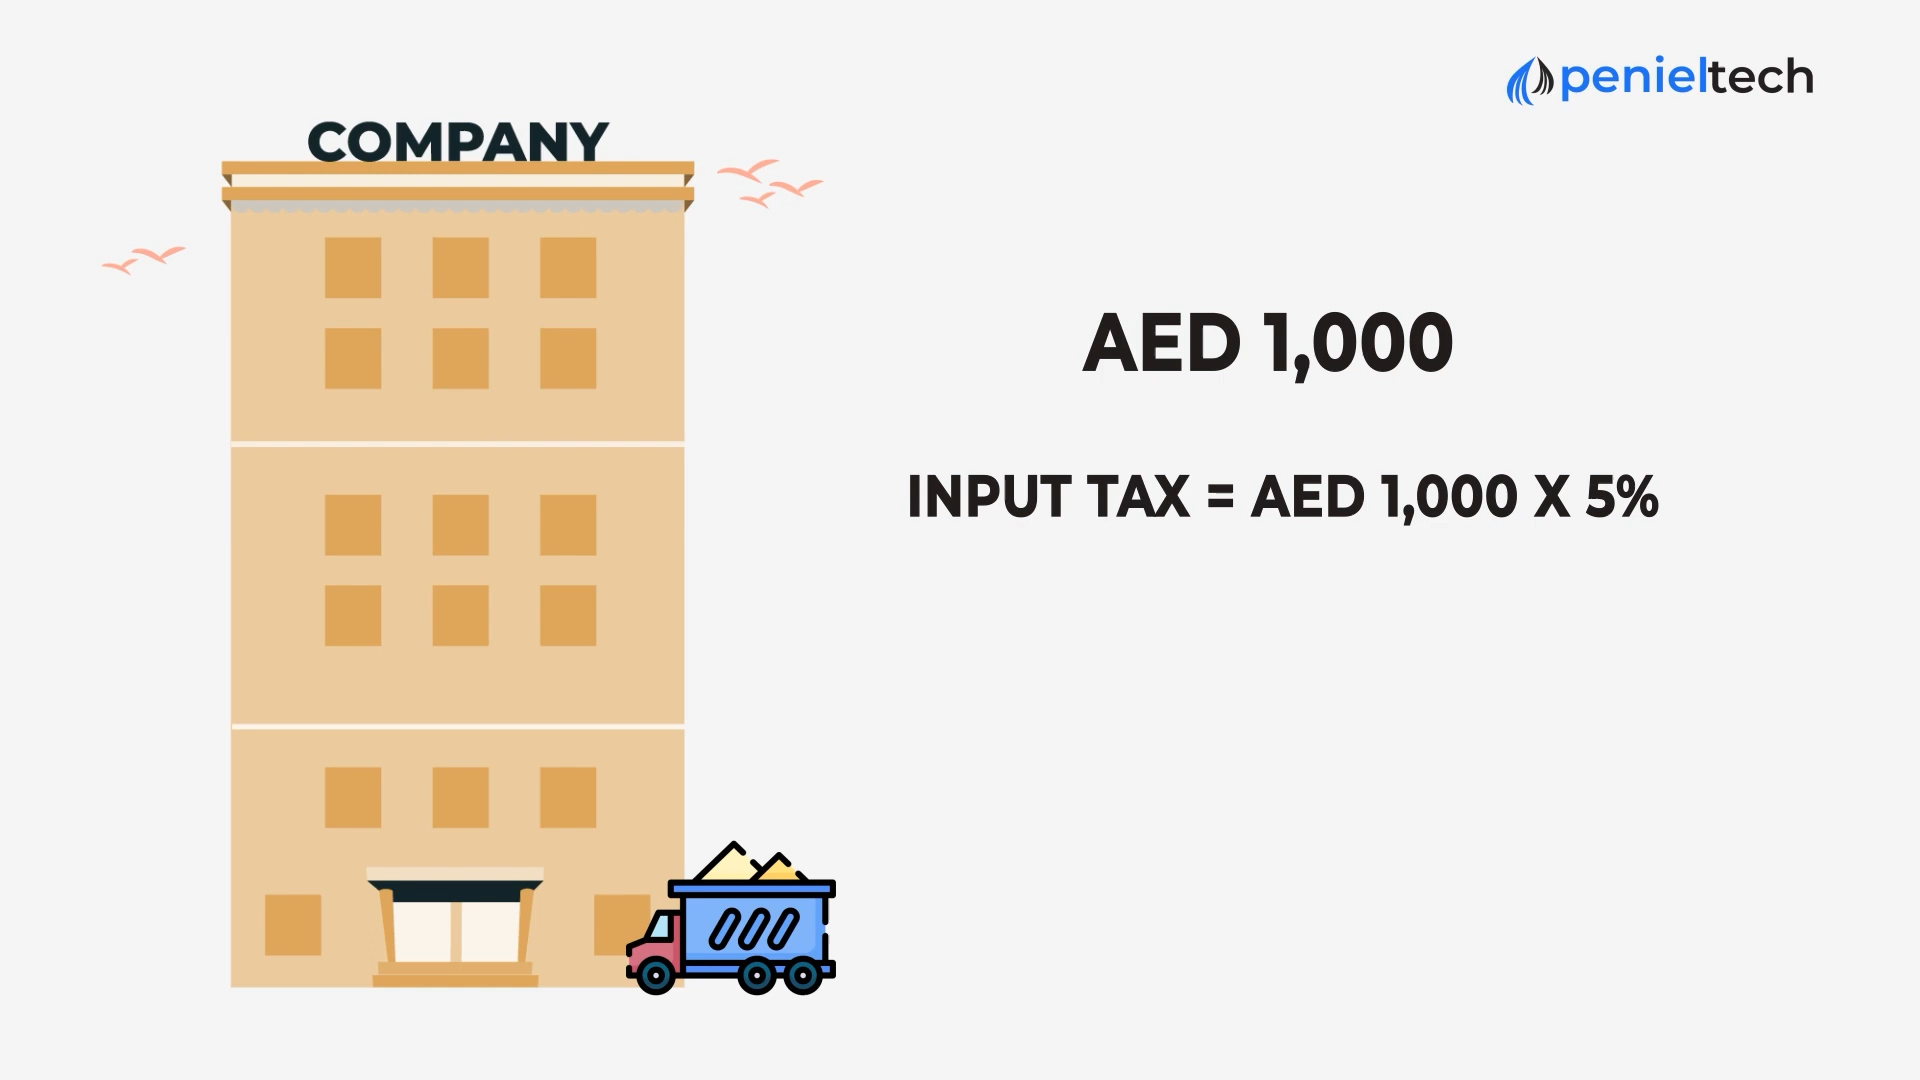 penieltech
COMPANY
AED 1,000
INPUT TAX = AED 1,000 X 5%